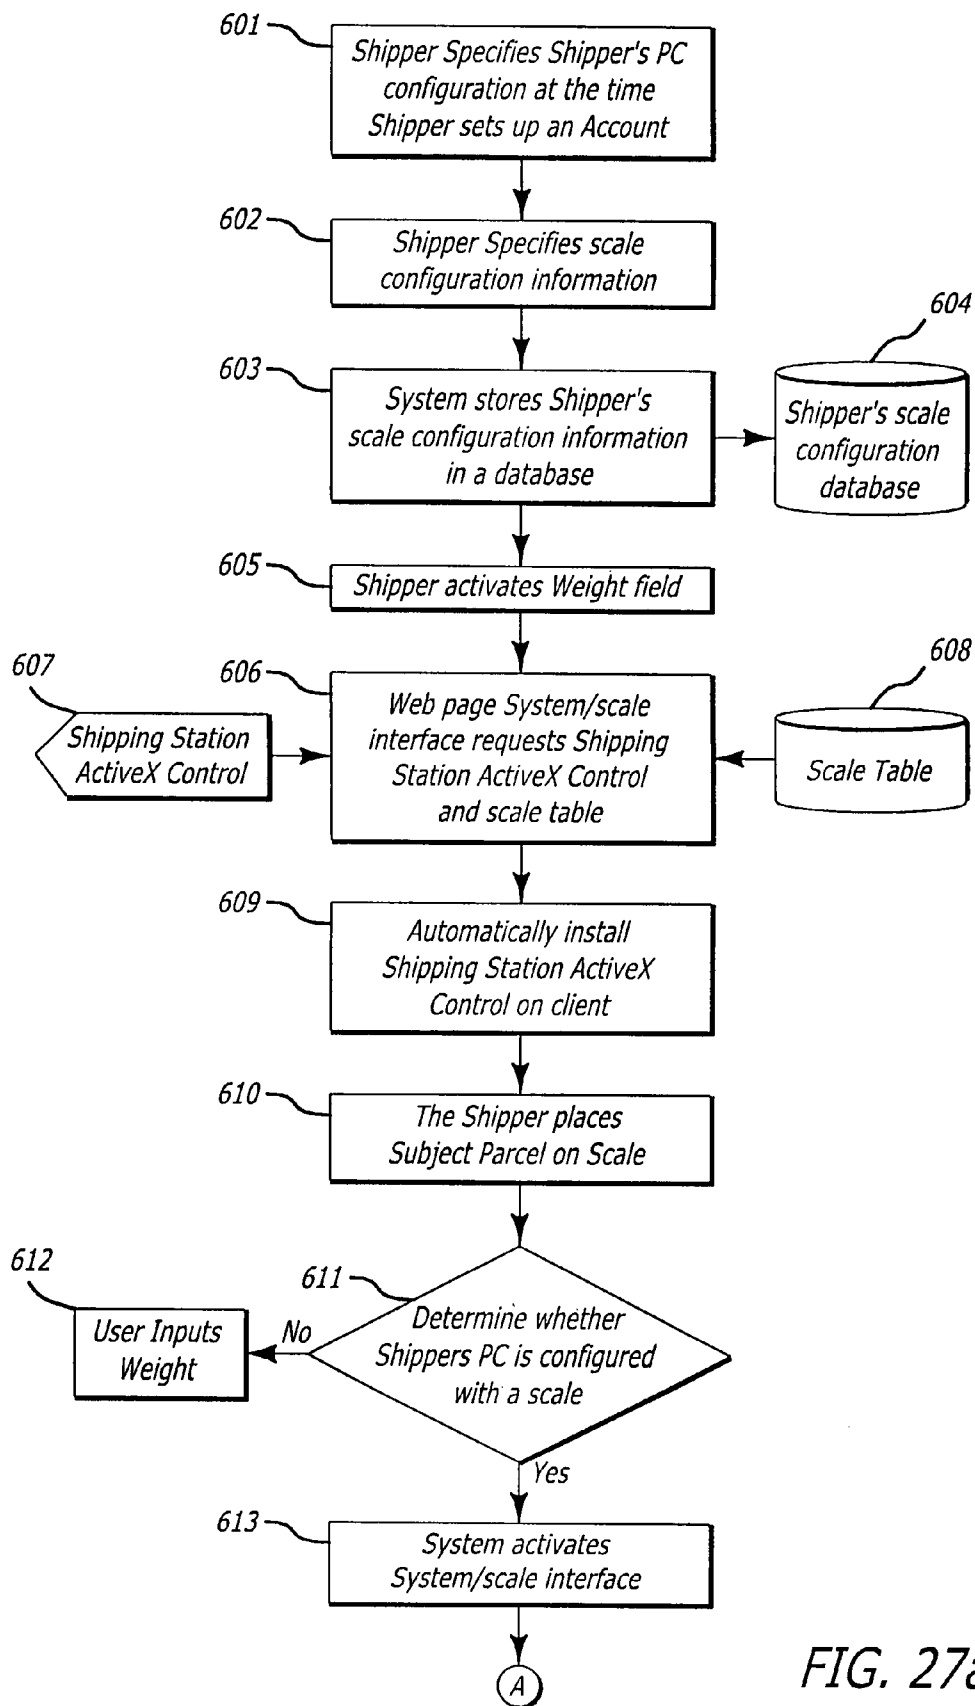 601
Shipper Specifies Shipper's PC
configuration at the time
Shipper sets up an Account
602
Shipper Specifies scale
configuration information
603
System stores Shipper's
scale configuration information
in a database
604
Shipper's scale
configuration
database
605
Shipper activates Weight field
606
Web page System/scale
interface requests Shipping
Station ActiveX Control
and scale table
607
Shipping Station
ActiveX Control
608
Scale Table
609
Automatically install
Shipping Station ActiveX
Control on client
610
The Shipper places
Subject Parcel on Scale
611
Determine whether
Shippers PC is configured
with a scale
No
612
User Inputs
Weight
Yes
613
System activates
System/scale interface
A
FIG. 27a